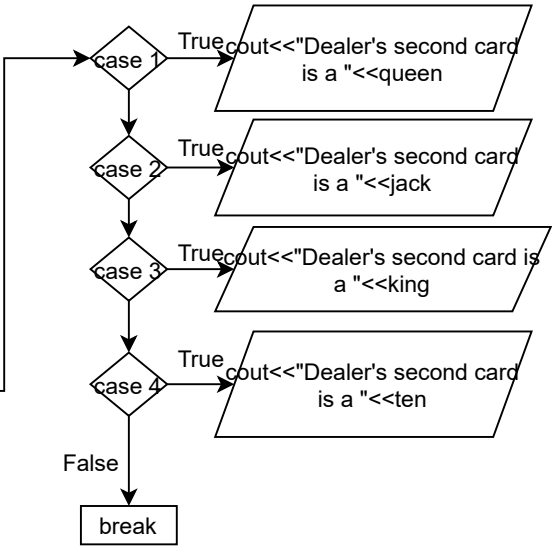 case 1
True
cout<<"Dealer's second card
is a "<<queen
case 2
True
cout<<"Dealer's second card
is a "<<jack
case 3
True
cout<<"Dealer's second card is
a "<<king
case 4
True
cout<<"Dealer's second card
is a "<<ten
False
break